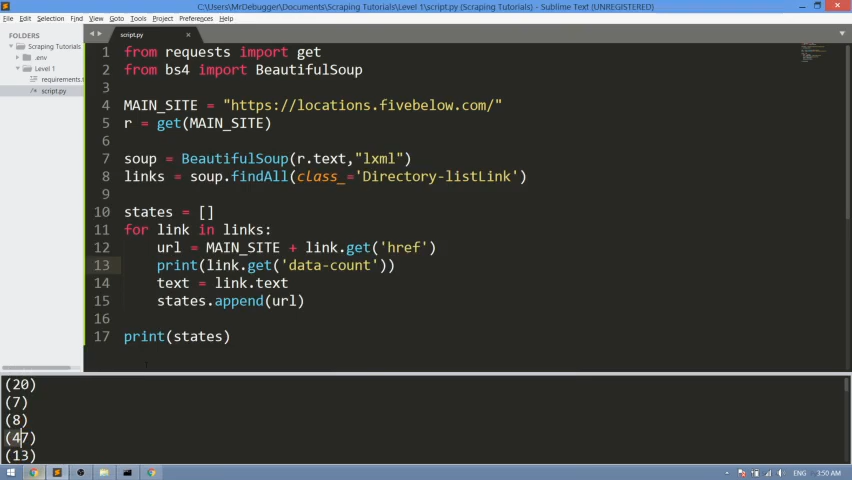 C:\Users\MrDebugger\Documents\Scraping Tutorials\Level 1\script.py (Scraping Tutorials) - Sublime Text (UNREGISTERED)
File Edit Selection Find View Goto Tools Project Preferences Help
FOLDERS
Scraping Tutorials
.env
Level 1
requirements.t
script.py
script.py
1 from requests import get
2 from bs4 import BeautifulSoup
3
4 MAIN_SITE = "https://locations.fivebelow.com/"
5 r = get(MAIN_SITE)
6
7 soup = BeautifulSoup(r.text,"lxml")
8 links = soup.findAll(class_='Directory-listLink')
9
10 states = []
11 for link in links:
12 url = MAIN_SITE + link.get('href')
13 print(link.get('data-count'))
14 text = link.text
15 states.append(url)
16
17 print(states)
(20)
(7)
(8)
(47)
(13)
ENG 3:50 AM